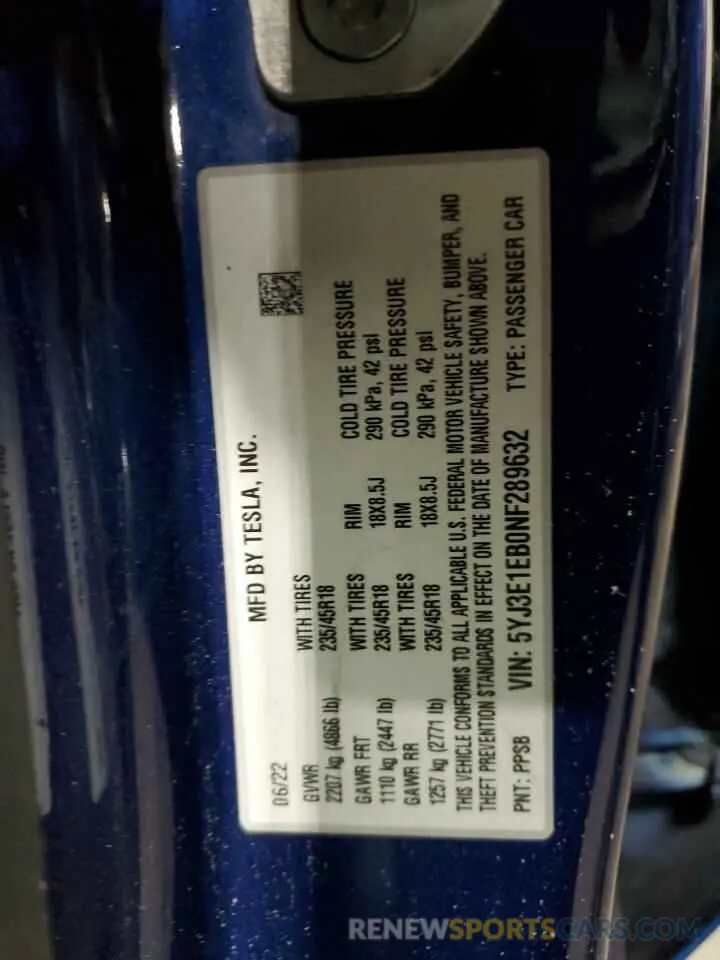 MFD BY TESLA, INC.
06/22
GVWR WITH TIRES
2207 kg (4866 lb) 235/45R18
GAWR FRT WITH TIRES RIM COLD TIRE PRESSURE
1110 kg (2447 lb) 235/45R18 18X8.5J 290 kPa, 42 psi
GAWR RR WITH TIRES RIM COLD TIRE PRESSURE
1257 kg (2771 lb) 235/45R18 18X8.5J 290 kPa, 42 psi
THIS VEHICLE CONFORMS TO ALL APPLICABLE U.S. FEDERAL MOTOR VEHICLE SAFETY, BUMPER, AND
THEFT PREVENTION STANDARDS IN EFFECT ON THE DATE OF MANUFACTURE SHOWN ABOVE.
PNT: PPSB VIN: 5YJ3E1EB0NF289632 TYPE: PASSENGER CAR
RENEWSPORTSCARS.COM